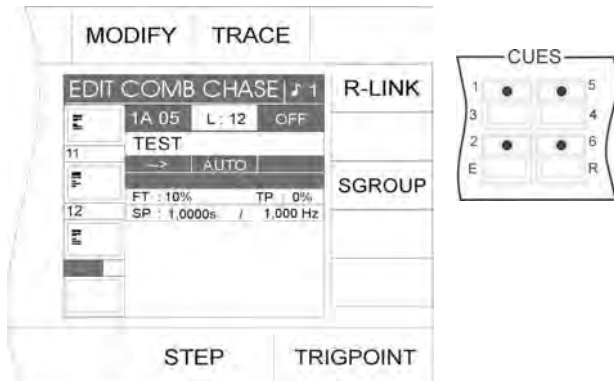 MODIFY TRACE
EDIT COMB CHASE 1
1A 05 L : 12 OFF
TEST
11
--> AUTO
FT : 10% TP : 0%
12
SP : 1,0000s / 1,000 Hz
R-LINK
SGROUP
STEP TRIGPOINT
CUES
1 5
3 4
2 6
E R